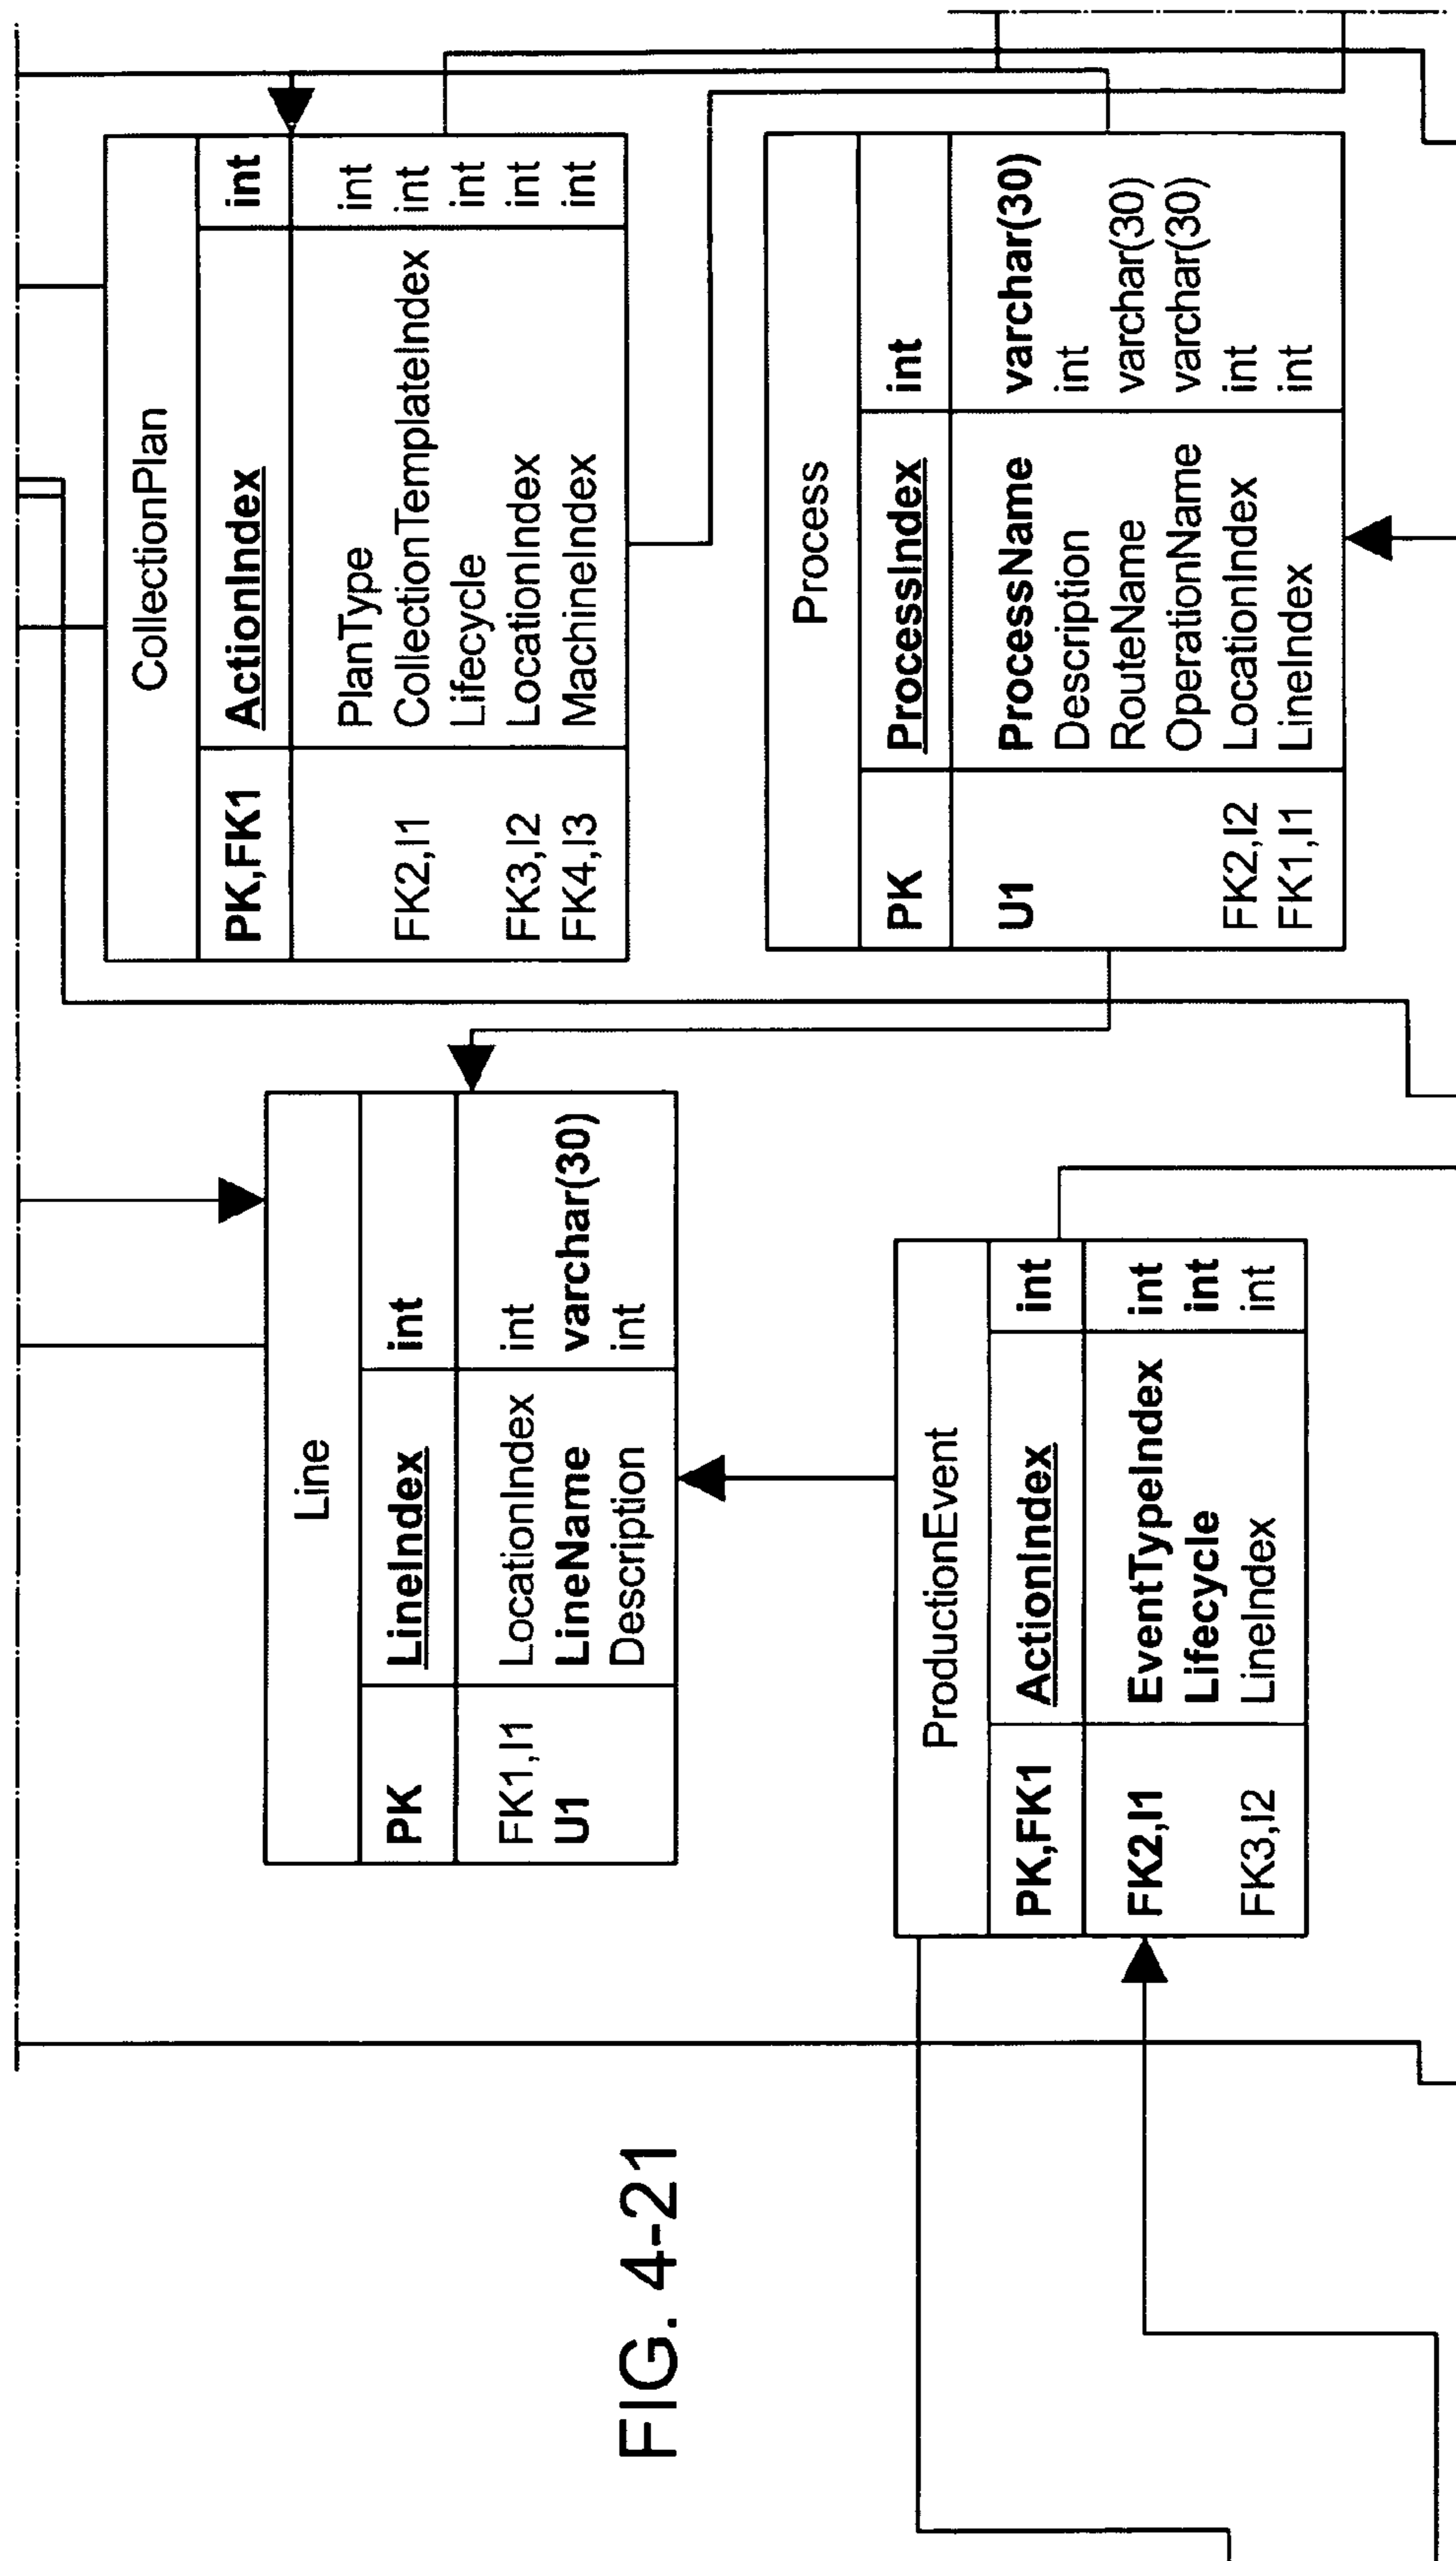 CollectionPlan
PK,FK1 ActionIndex int
PlanType int
FK2,I1 CollectionTemplateIndex int
Lifecycle int
FK3,I2 LocationIndex int
FK4,I3 MachineIndex int
Line
PK LineIndex int
FK1,I1 LocationIndex int
U1 LineName varchar(30)
Description int
Process
PK ProcessIndex int
U1 ProcessName varchar(30)
Description int
RouteName varchar(30)
OperationName varchar(30)
FK2,I2 LocationIndex int
FK1,I1 LineIndex int
ProductionEvent
PK,FK1 ActionIndex int
FK2,I1 EventTypeIndex int
Lifecycle int
FK3,I2 LineIndex int
FIG. 4-21